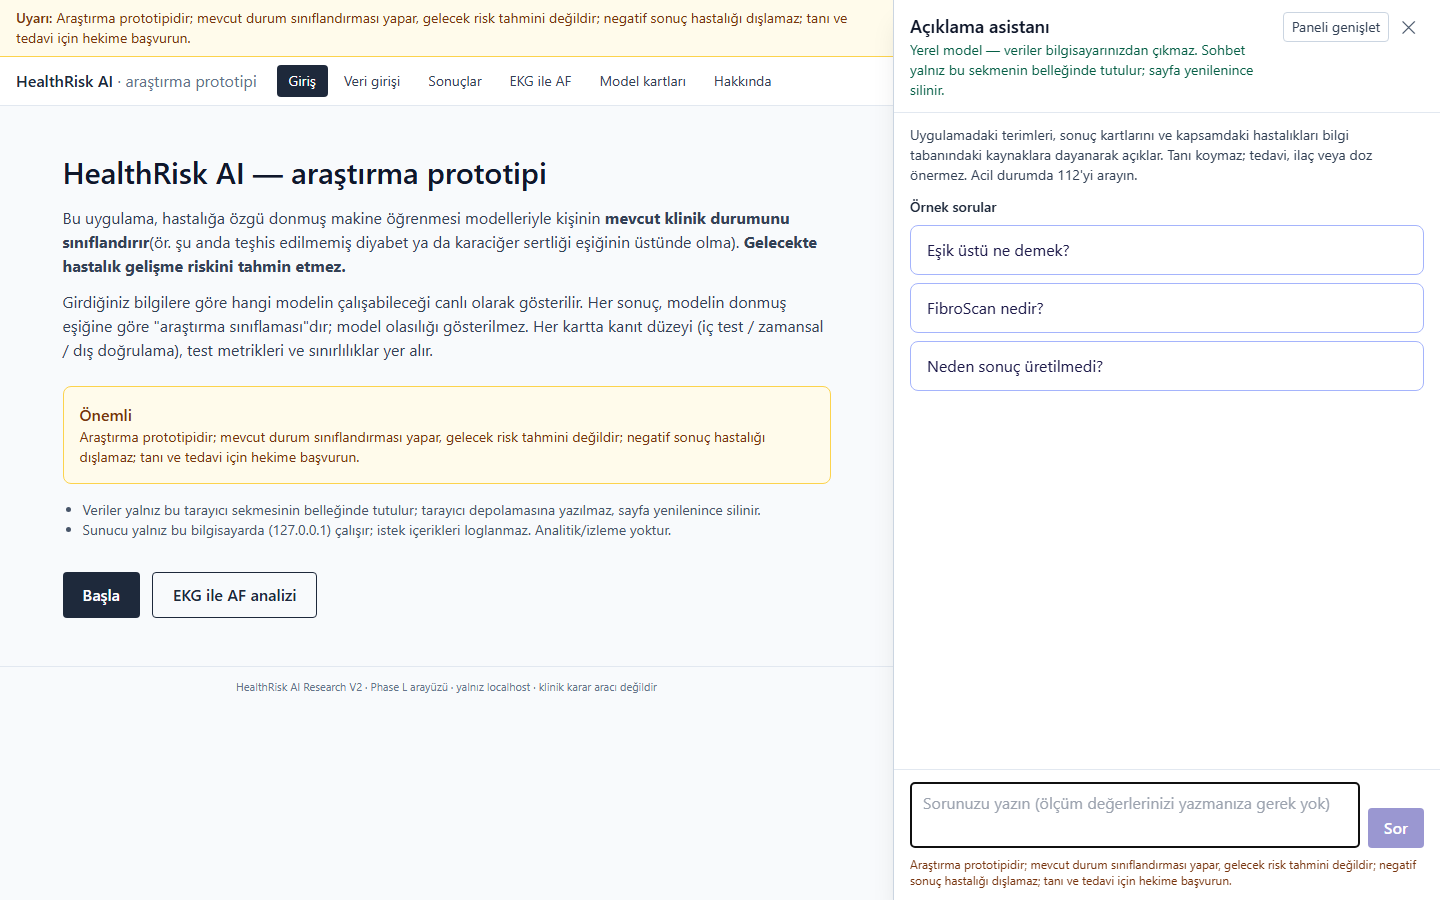 Uyarı: Araştırma prototipidir; mevcut durum sınıflandırması yapar, gelecek risk tahmini değildir; negatif sonuç hastalığı dışlamaz; tanı ve
tedavi için hekime başvurun.
HealthRisk AI · araştırma prototipi
Giriş
Veri girişi
Sonuçlar
EKG ile AF
Model kartları
Hakkında
HealthRisk AI — araştırma prototipi
Bu uygulama, hastalığa özgü donmuş makine öğrenmesi modelleriyle kişinin mevcut klinik durumunu
sınıflandırır(ör. şu anda teşhis edilmemiş diyabet ya da karaciğer sertliği eşiğinin üstünde olma). Gelecekte
hastalık gelişme riskini tahmin etmez.
Girdiğiniz bilgilere göre hangi modelin çalışabileceği canlı olarak gösterilir. Her sonuç, modelin donmuş
eşiğine göre "araştırma sınıflaması"dır; model olasılığı gösterilmez. Her kartta kanıt düzeyi (iç test / zamansal
/ dış doğrulama), test metrikleri ve sınırlılıklar yer alır.
Önemli
Araştırma prototipidir; mevcut durum sınıflandırması yapar, gelecek risk tahmini değildir; negatif sonuç hastalığı
dışlamaz; tanı ve tedavi için hekime başvurun.
Veriler yalnız bu tarayıcı sekmesinin belleğinde tutulur; tarayıcı depolamasına yazılmaz, sayfa yenilenince silinir.
Sunucu yalnız bu bilgisayarda (127.0.0.1) çalışır; istek içerikleri loglanmaz. Analitik/izleme yoktur.
Başla
EKG ile AF analizi
HealthRisk AI Research V2 · Phase L arayüzü · yalnız localhost · klinik karar aracı değildir
Açıklama asistanı
Paneli genişlet
Yerel model — veriler bilgisayarınızdan çıkmaz. Sohbet
yalnız bu sekmenin belleğinde tutulur; sayfa yenilenince
silinir.
Uygulamadaki terimleri, sonuç kartlarını ve kapsamdaki hastalıkları bilgi
tabanındaki kaynaklara dayanarak açıklar. Tanı koymaz; tedavi, ilaç veya doz
önermez. Acil durumda 112'yi arayın.
Örnek sorular
Eşik üstü ne demek?
FibroScan nedir?
Neden sonuç üretilmedi?
Sorunuzu yazın (ölçüm değerlerinizi yazmanıza gerek yok)
Sor
Araştırma prototipidir; mevcut durum sınıflandırması yapar, gelecek risk tahmini değildir; negatif
sonuç hastalığı dışlamaz; tanı ve tedavi için hekime başvurun.